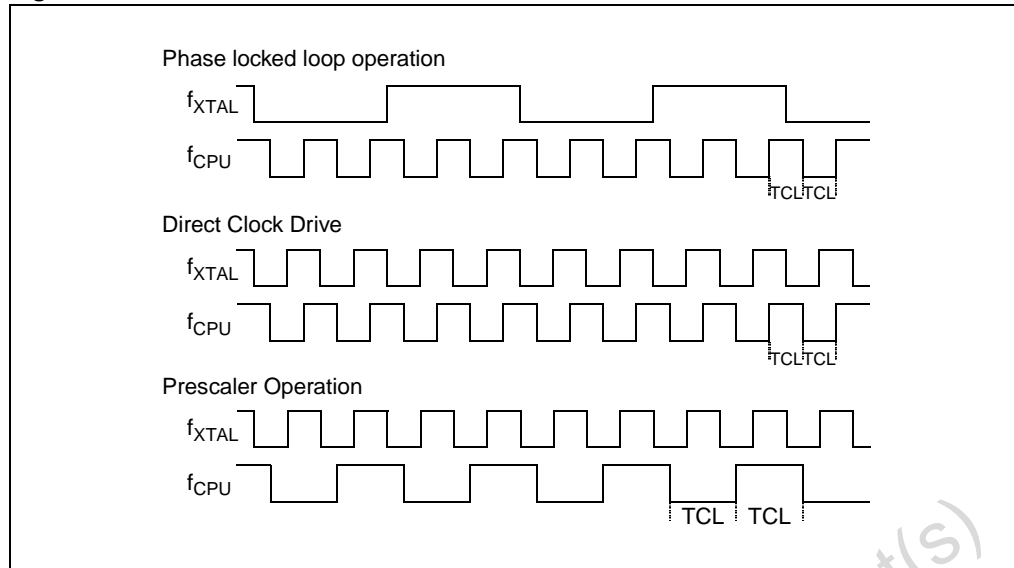 Phase locked loop operation
fXTAL
fCPU
TCL TCL
Direct Clock Drive
fXTAL
fCPU
TCL TCL
Prescaler Operation
fXTAL
fCPU
TCL TCL
t(s)